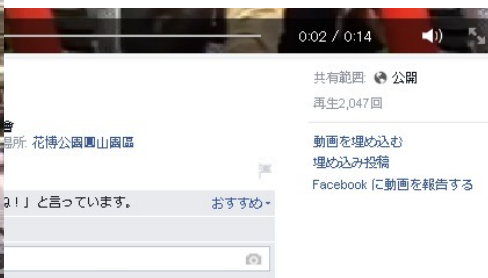 0:02 / 0:14
共有範囲: 公開
再生2,047回
會
場所: 花博公園圓山園區
動画を埋め込む
埋め込み投稿
Facebook に動画を報告する
ね!」と言っています。
おすすめ